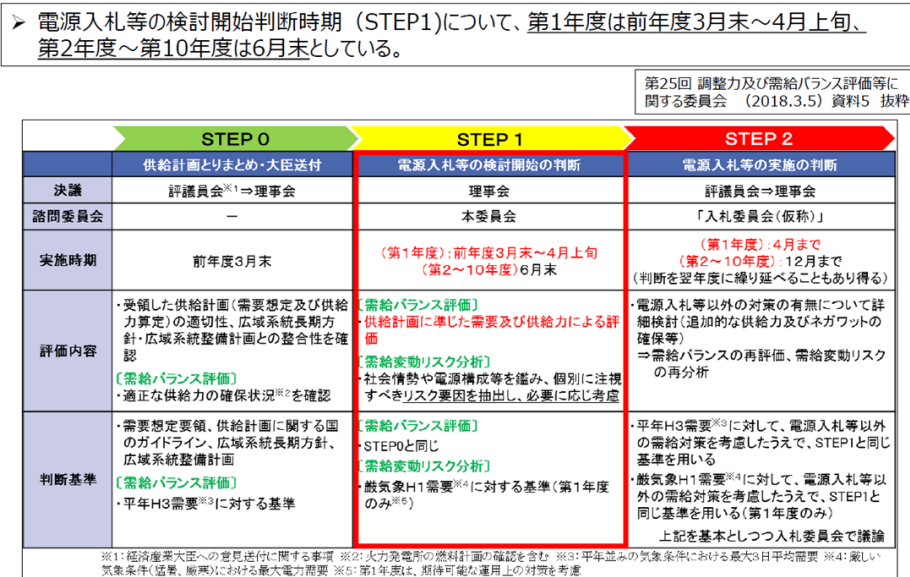 ➢ 電源入札等の検討開始判断時期（STEP1)について、第1年度は前年度3月末～4月上旬、
第2年度～第10年度は6月末としている。
第25回 調整力及び需給バランス評価等に
関する委員会 （2018.3.5）資料5 抜粋
STEP 0 STEP 1 STEP 2
供給計画とりまとめ・大臣送付 電源入札等の検討開始の判断 電源入札等の実施の判断
決議 評議員会※1⇒理事会 理事会 評議員会⇒理事会
諮問委員会 － 本委員会 「入札委員会(仮称)」
実施時期
前年度3月末
(第1年度)：前年度3月末～4月上旬
(第2～10年度)6月末
(第1年度)：4月まで
(第2～10年度)：12月まで
(判断を翌年度に繰り延べることもあり得る)
評価内容
・受領した供給計画(需要想定及び供給
力算定)の適切性、広域系統長期方
針・広域系統整備計画との整合性を確
認
〔需給バランス評価〕
・適正な供給力の確保状況※2を確認
〔需給バランス評価〕
・供給計画に準じた需要及び供給力による評
価
〔需給変動リスク分析〕
・社会情勢や電源構成等を鑑み、個別に注視
すべきリスク要因を抽出し、必要に応じ考慮
・電源入札等以外の対策の有無について詳
細検討(追加的な供給力及びネガワットの
確保等)
⇒需給バランスの再評価、需給変動リスク
の再分析
判断基準
・需要想定要領、供給計画に関する国
のガイドライン、広域系統長期方針、
広域系統整備計画
〔需給バランス評価〕
・平年H3需要※3に対する基準
〔需給バランス評価〕
・STEP0と同じ
〔需給変動リスク分析〕
・厳気象H1需要※4に対する基準(第1年度
のみ※5)
・平年H3需要※3に対して、電源入札等以外
の需給対策を考慮したうえで、STEP1と同じ
基準を用いる
・厳気象H1需要※4に対して、電源入札等以
外の需給対策を考慮したうえで、STEP1と
同じ基準を用いる(第1年度のみ)
上記を基本としつつ入札委員会で議論
※1：経済産業大臣への意見送付に関する事項 ※2：火力発電所の燃料計画の確認を含む ※3：平年並みの気象条件における最大3日平均需要 ※4：厳しい
気象条件(猛暑、厳寒)における最大電力需要 ※5：第1年度は、期待可能な運用上の対策を考慮